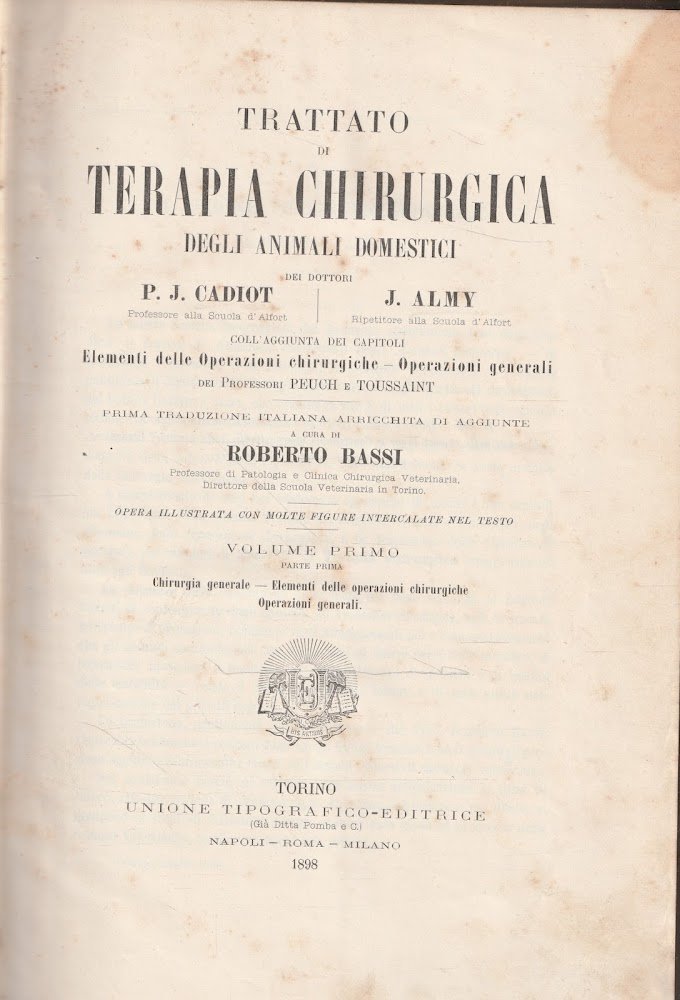 TRATTATO
DI
TERAPIA CHIRURGICA
DEGLI ANIMALI DOMESTICI
DEI DOTTORI
P. J. CADIOT
Professore alla Scuola d'Alfort
J. ALMY
Ripetitore alla Scuola d'Alfort
COLL'AGGIUNTA DEI CAPITOLI
Elementi delle Operazioni chirurgiche — Operazioni generali
DEI PROFESSORI PEUCH E TOUSSAINT
PRIMA TRADUZIONE ITALIANA ARRICCHITA DI AGGIUNTE
A CURA DI
ROBERTO BASSI
Professore di Patologia e Clinica Chirurgica Veterinaria,
Direttore della Scuola Veterinaria in Torino.
OPERA ILLUSTRATA CON MOLTE FIGURE INTERCALATE NEL TESTO
VOLUME PRIMO
PARTE PRIMA
Chirurgia generale — Elementi delle operazioni chirurgiche
Operazioni generali.
TORINO
UNIONE TIPOGRAFICO-EDITRICE
(Già Ditta Pomba e C.)
NAPOLI — ROMA — MILANO
1898